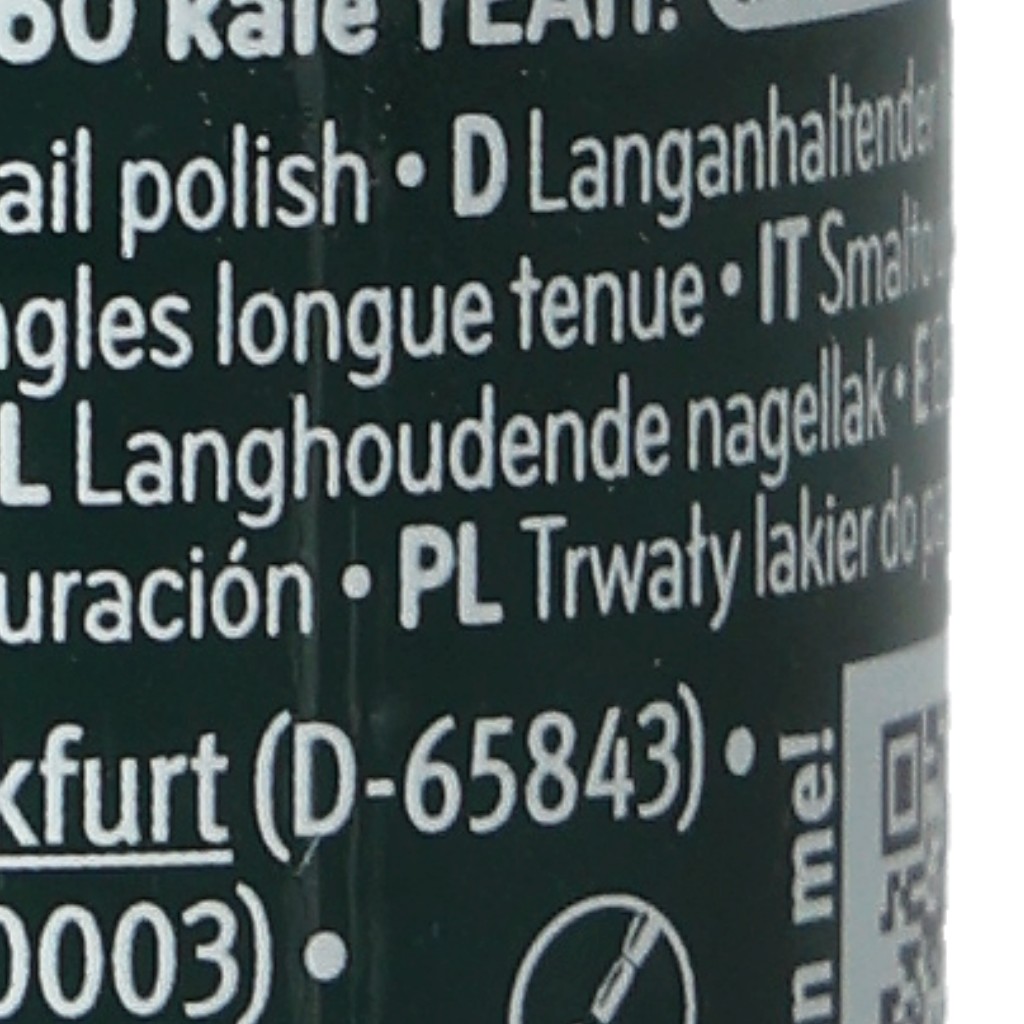 60 kale YEAH!
ail polish • D Langanhaltender
ngles longue tenue • IT Smalto
L Langhoudende nagellak • E
uración • PL Trwały lakier do
kfurt (D-65843) •
0003) •
n me!